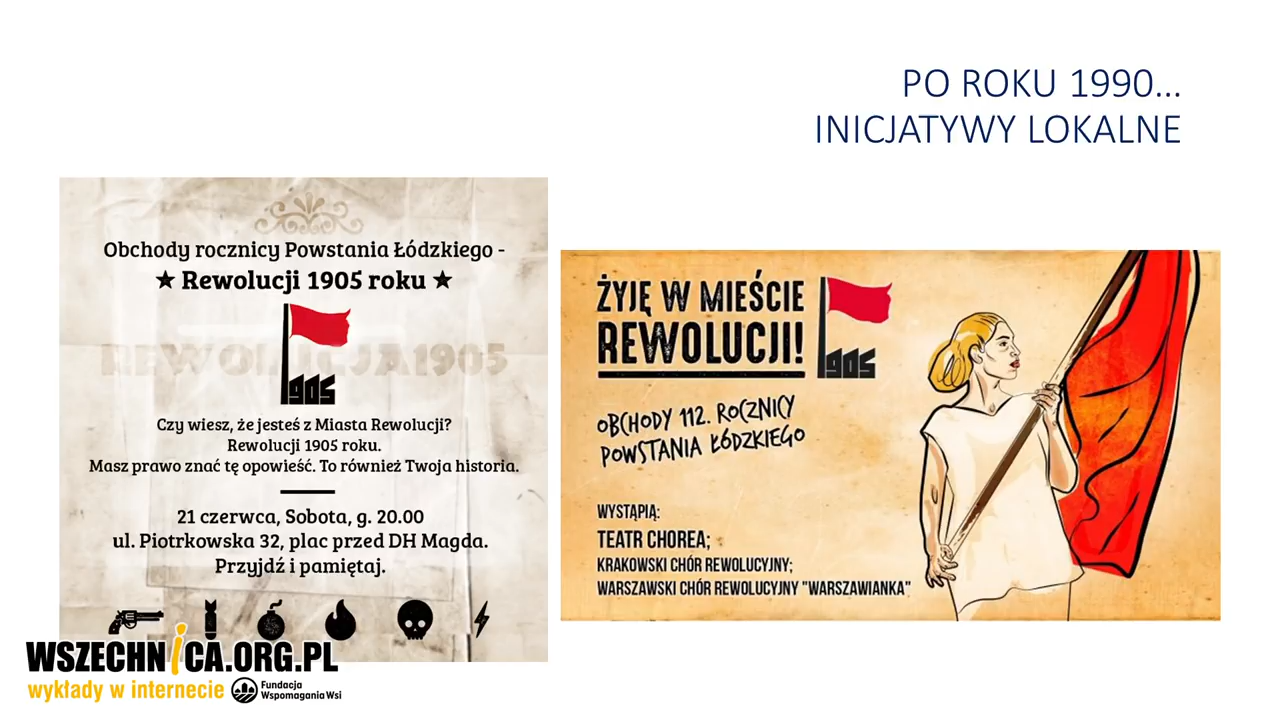 PO ROKU 1990...
INICJATYWY LOKALNE
Obchody rocznicy Powstania Łódzkiego -
★ Rewolucji 1905 roku ★
REWOLUCJA 1905
1905
Czy wiesz, że jesteś z Miasta Rewolucji?
Rewolucji 1905 roku.
Masz prawo znać tę opowieść. To również Twoja historia.
21 czerwca, Sobota, g. 20.00
ul. Piotrkowska 32, plac przed DH Magda.
Przyjdź i pamiętaj.
ŻYJĘ W MIEŚCIE
REWOLUCJI!
1905
OBCHODY 112. ROCZNICY
POWSTANIA ŁÓDZKIEGO
WYSTĄPIĄ:
TEATR CHOREA;
KRAKOWSKI CHÓR REWOLUCYJNY;
WARSZAWSKI CHÓR REWOLUCYJNY "WARSZAWIANKA"
WSZECHNICA.ORG.PL
wykłady w internecie
Fundacja
Wspomagania Wsi